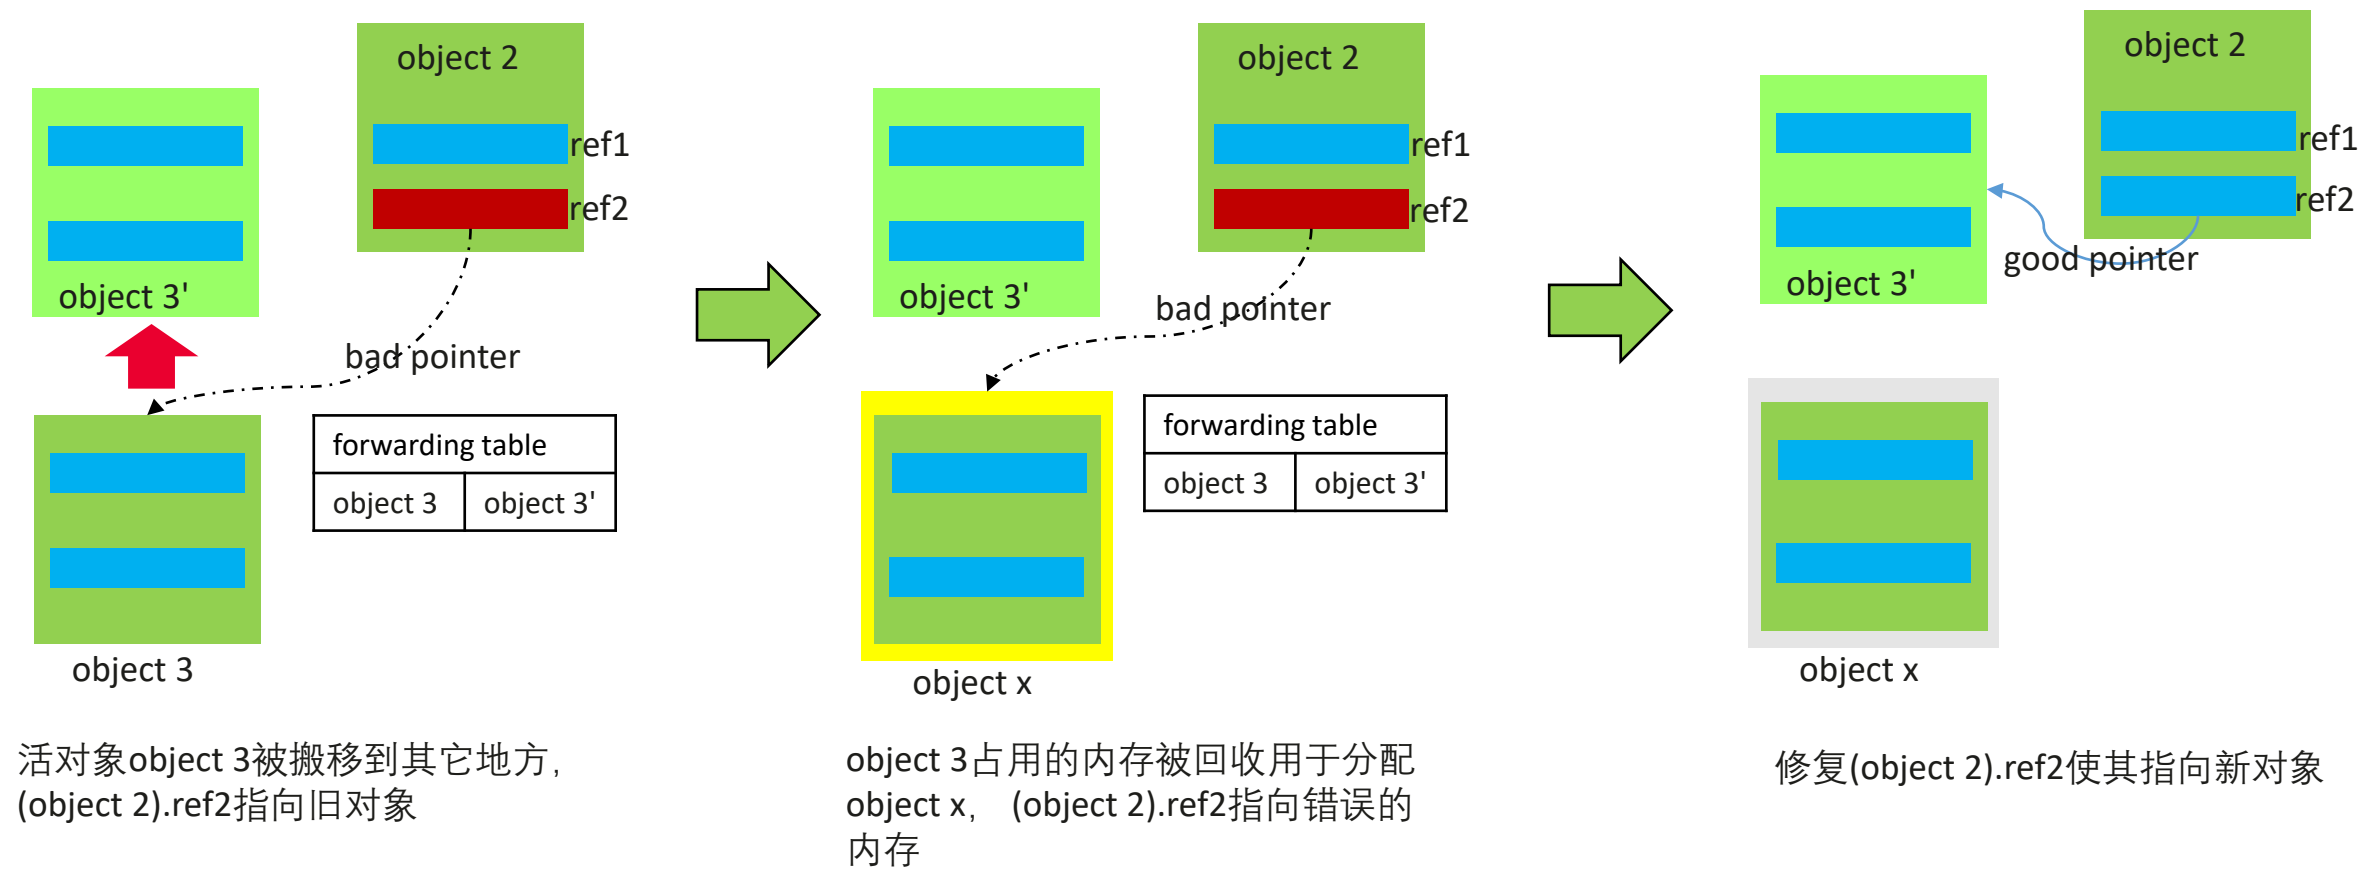 object 2
ref1
ref2
object 3'
bad pointer
forwarding table
object 3 object 3'
object 3
活对象object 3被搬移到其它地方,
(object 2).ref2指向旧对象
object 2
ref1
ref2
object 3'
bad pointer
forwarding table
object 3 object 3'
object x
object 3占用的内存被回收用于分配
object x, (object 2).ref2指向错误的
内存
object 2
ref1
ref2
good pointer
object 3'
object x
修复(object 2).ref2使其指向新对象